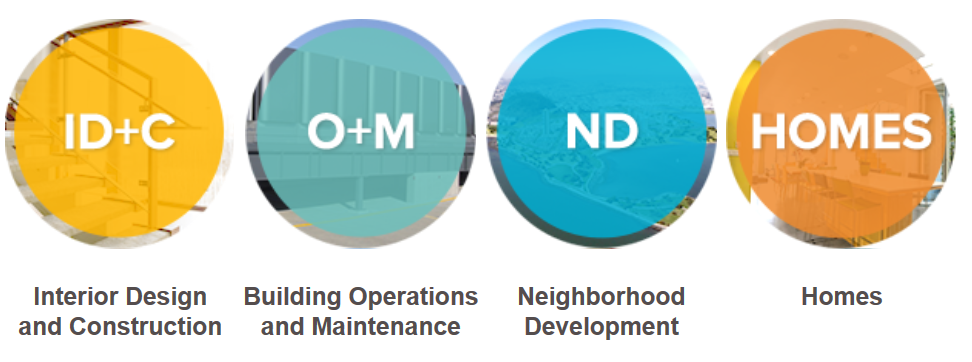 ID+C
O+M
ND
HOMES
Interior Design
and Construction
Building Operations
and Maintenance
Neighborhood
Development
Homes